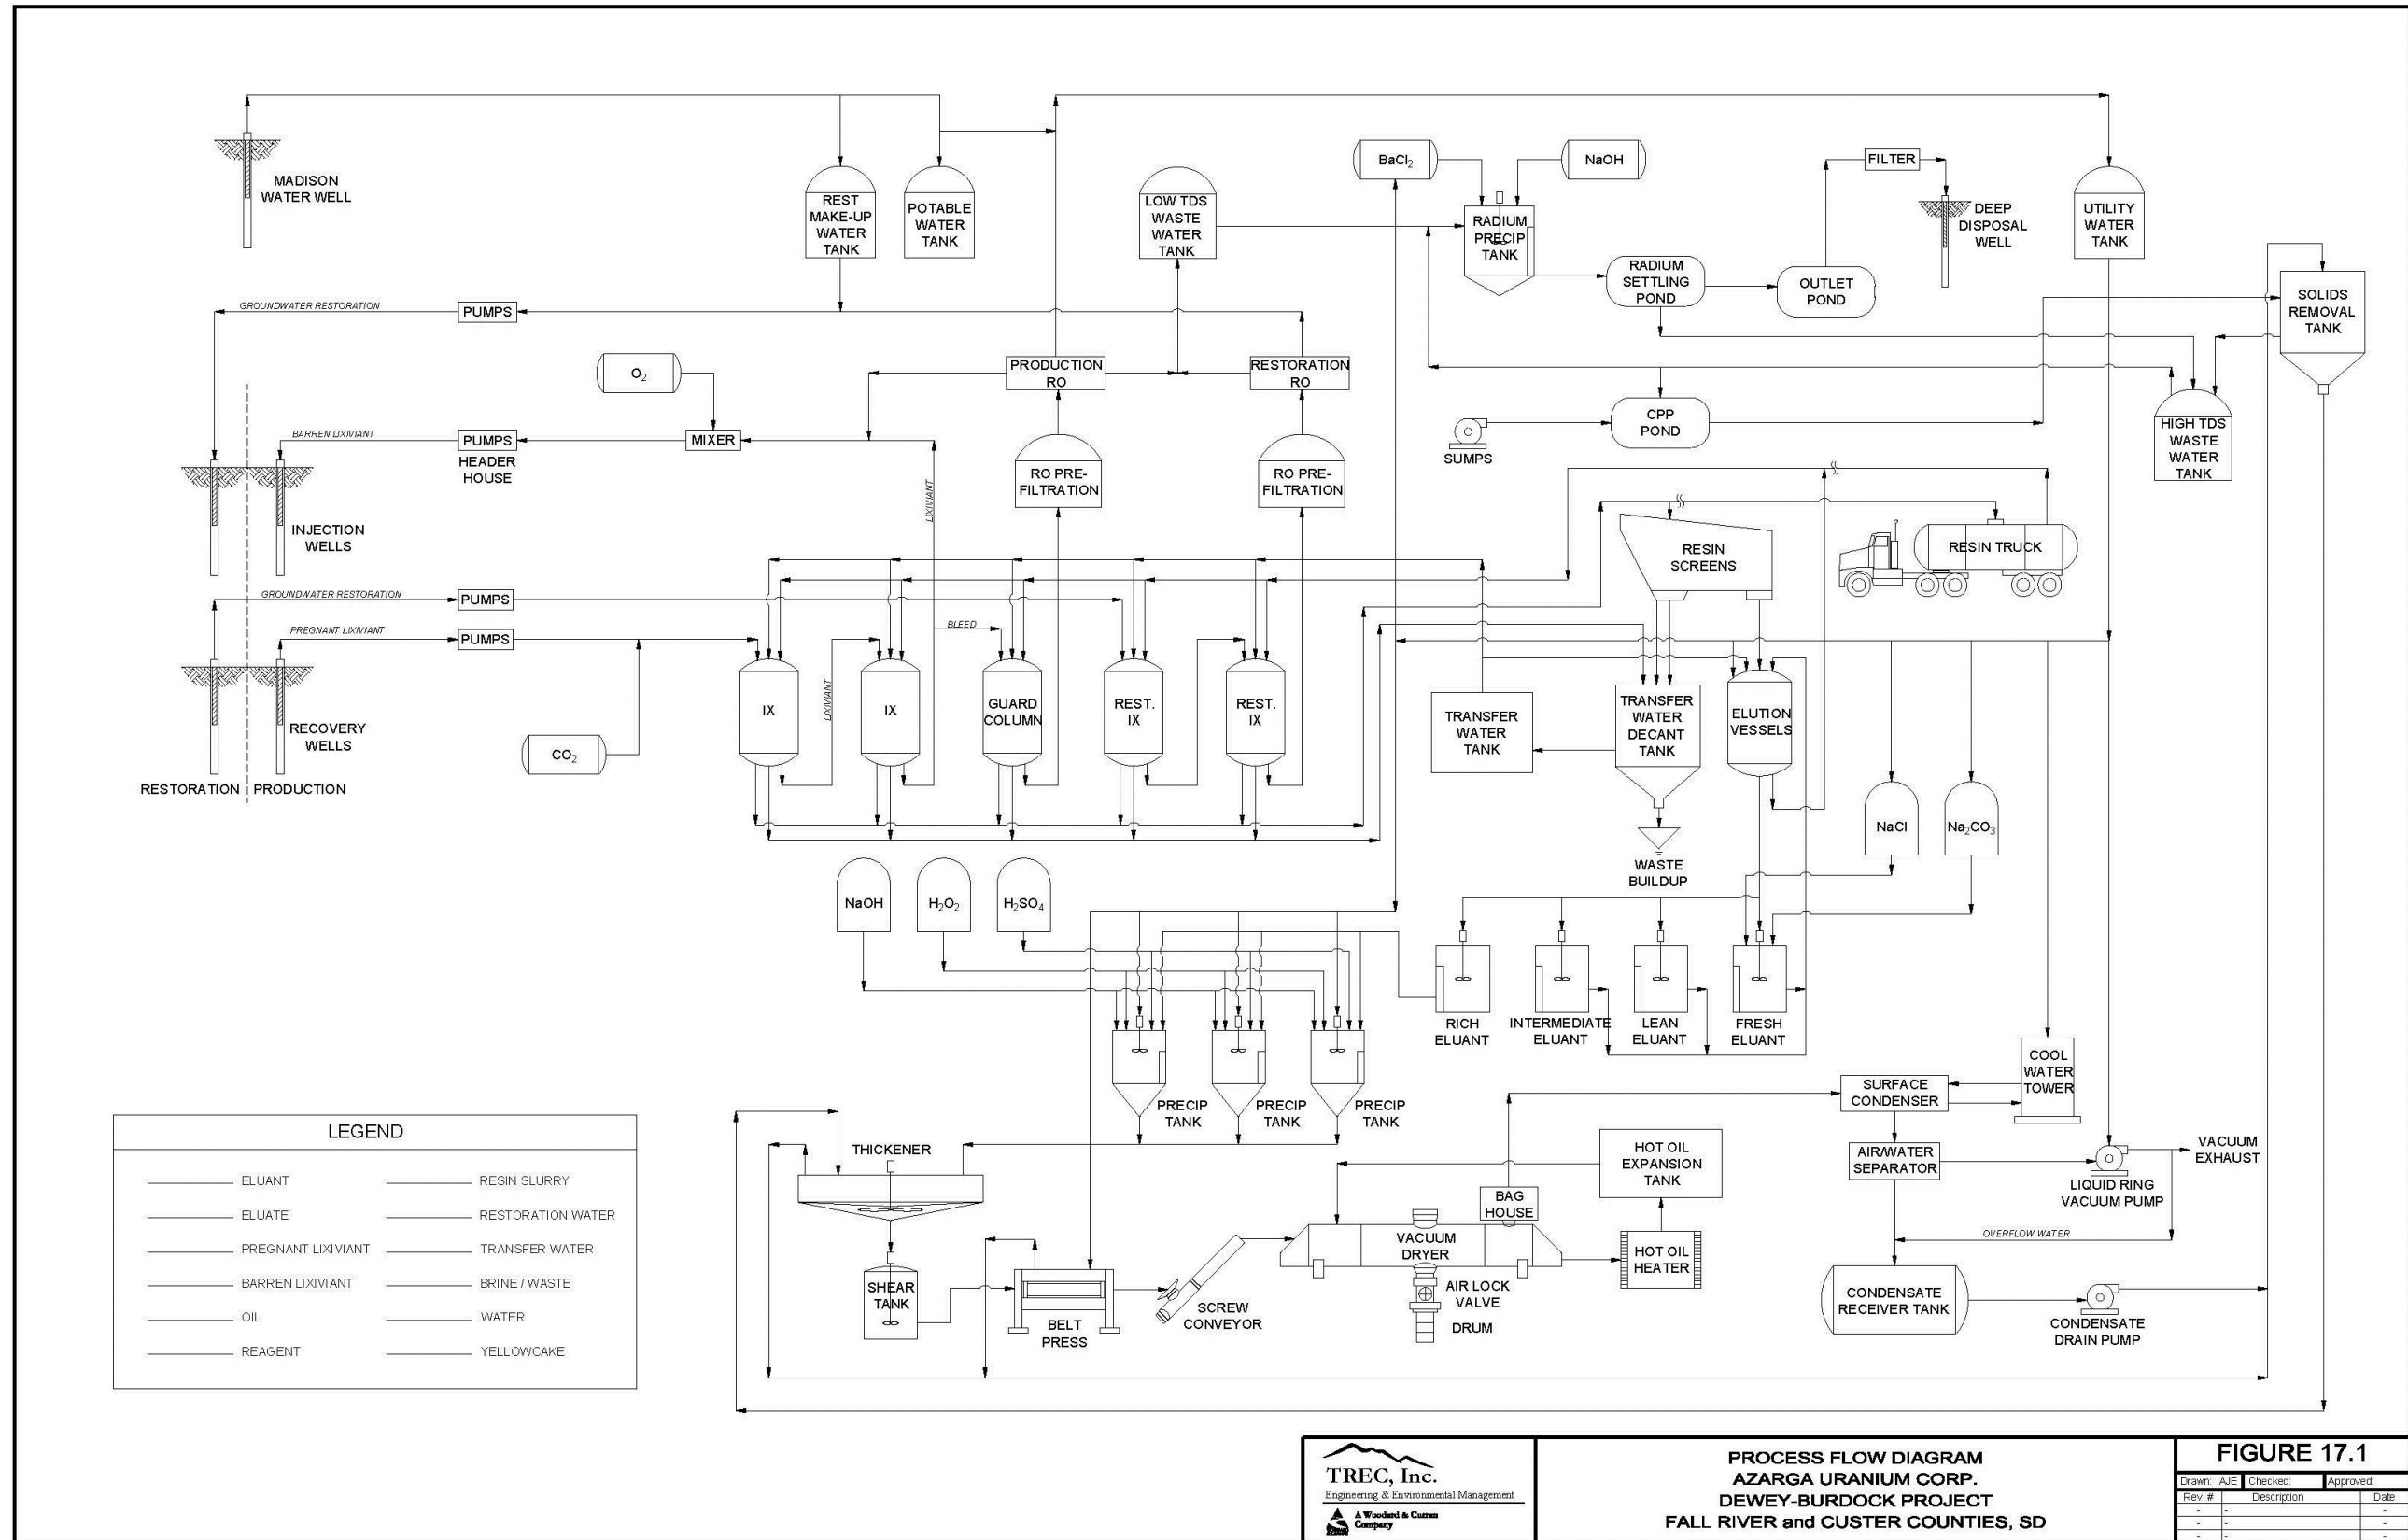 MADISON
WATER WELL
REST
MAKE-UP
WATER
TANK
POTABLE
WATER
TANK
LOW TDS
WASTE
WATER
TANK
BaCl₂
NaOH
RADIUM
PRECIP
TANK
FILTER
DEEP
DISPOSAL
WELL
UTILITY
WATER
TANK
RADIUM
SETTLING
POND
OUTLET
POND
SOLIDS
REMOVAL
TANK
GROUNDWATER RESTORATION
PUMPS
O₂
PRODUCTION
RO
RESTORATION
RO
BARREN LIXIVIANT
PUMPS
HEADER
HOUSE
MIXER
SUMPS
CPP
POND
HIGH TDS
WASTE
WATER
TANK
RO PRE-
FILTRATION
RO PRE-
FILTRATION
LIXIVIANT
INJECTION
WELLS
RESIN
SCREENS
RESIN TRUCK
GROUNDWATER RESTORATION
PUMPS
PREGNANT LIXIVIANT
PUMPS
BLEED
IX
LIXIVIANT
IX
GUARD
COLUMN
REST.
IX
REST.
IX
TRANSFER
WATER
TANK
TRANSFER
WATER
DECANT
TANK
ELUTION
VESSELS
RECOVERY
WELLS
CO₂
RESTORATION
PRODUCTION
NaCl
Na₂CO₃
WASTE
BUILDUP
NaOH
H₂O₂
H₂SO₄
RICH
ELUANT
INTERMEDIATE
ELUANT
LEAN
ELUANT
FRESH
ELUANT
COOL
WATER
TOWER
PRECIP
TANK
PRECIP
TANK
PRECIP
TANK
SURFACE
CONDENSER
THICKENER
HOT OIL
EXPANSION
TANK
AIR/WATER
SEPARATOR
VACUUM
EXHAUST
LIQUID RING
VACUUM PUMP
BAG
HOUSE
VACUUM
DRYER
HOT OIL
HEATER
OVERFLOW WATER
SHEAR
TANK
BELT
PRESS
SCREW
CONVEYOR
AIR LOCK
VALVE
DRUM
CONDENSATE
RECEIVER TANK
CONDENSATE
DRAIN PUMP
LEGEND
ELUANT
RESIN SLURRY
ELUATE
RESTORATION WATER
PREGNANT LIXIVIANT
TRANSFER WATER
BARREN LIXIVIANT
BRINE / WASTE
OIL
WATER
REAGENT
YELLOWCAKE
TREC, Inc.
Engineering & Environmental Management
A Woodard & Curran
Company
PROCESS FLOW DIAGRAM
AZARGA URANIUM CORP.
DEWEY-BURDOCK PROJECT
FALL RIVER and CUSTER COUNTIES, SD
FIGURE 17.1
Drawn: AJE Checked: Approved:
Rev. # Description Date
- - -
- - -
- - -